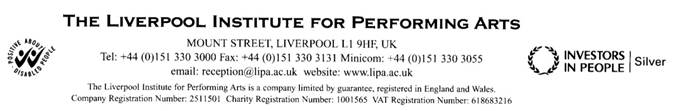 THE LIVERPOOL INSTITUTE FOR PERFORMING ARTS
MOUNT STREET, LIVERPOOL L1 9HF, UK
Tel: +44 (0)151 330 3000 Fax: +44 (0)151 330 3131 Minicom: +44 (0)151 330 3055
email: reception@lipa.ac.uk website: www.lipa.ac.uk
The Liverpool Institute for Performing Arts is a company limited by guarantee, registered in England and Wales.
Company Registration Number: 2511501 Charity Registration Number: 1001565 VAT Registration Number: 618683216
POSITIVE ABOUT
DISABLED PEOPLE
INVESTORS
IN PEOPLE
Silver